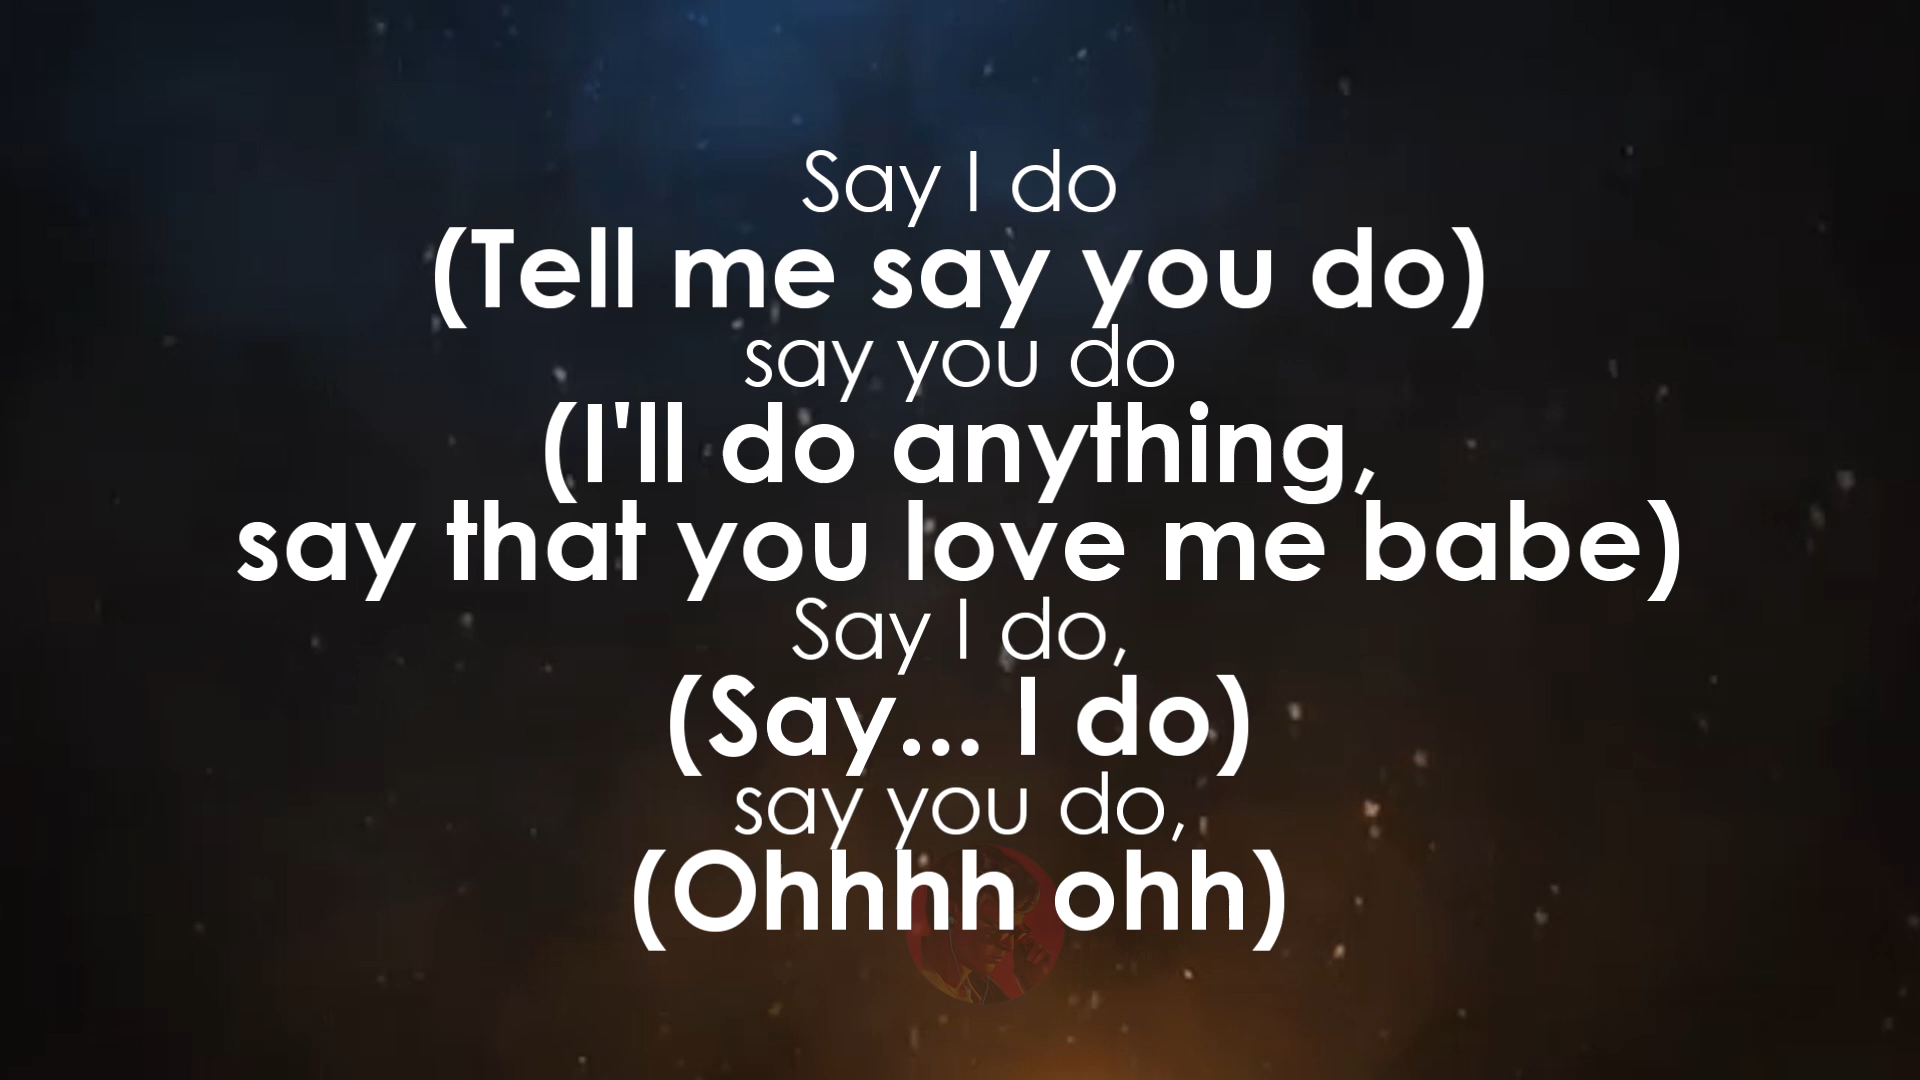 Say I do
(Tell me say you do)
say you do
(I'll do anything,
say that you love me babe)
Say I do,
(Say... I do)
say you do,
(Ohhhh ohh)